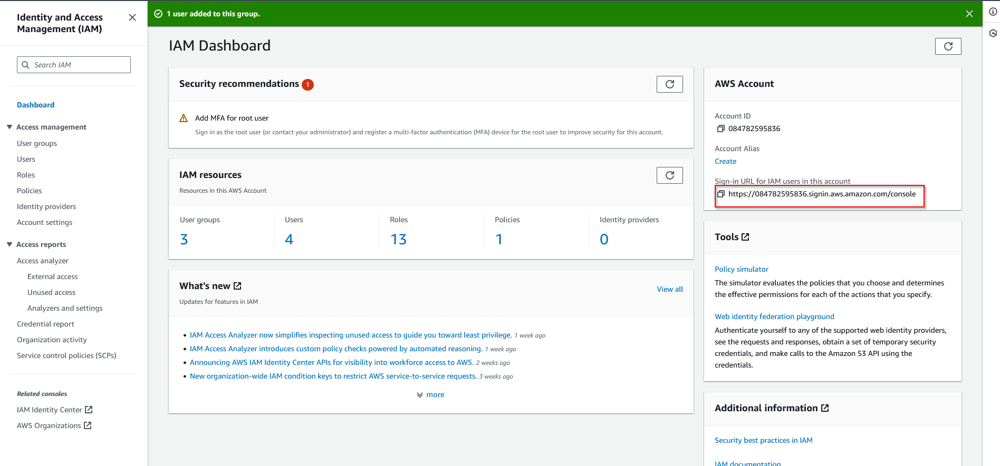 Identity and Access
Management (IAM)
Search IAM
Dashboard
Access management
User groups
Users
Roles
Policies
Identity providers
Account settings
Access reports
Access analyzer
External access
Unused access
Analyzers and settings
Credential report
Organization activity
Service control policies (SCPs)
Related consoles
IAM Identity Center
AWS Organizations
1 user added to this group.
IAM Dashboard
Security recommendations 1
Add MFA for root user
Sign in as the root user (or contact your administrator) and register a multi-factor authentication (MFA) device for the root user to improve security for this account.
IAM resources
Resources in this AWS Account
User groups
3
Users
4
Roles
13
Policies
1
Identity providers
0
What's new
View all
Updates for features in IAM
IAM Access Analyzer now simplifies inspecting unused access to guide you toward least privilege. 1 week ago
IAM Access Analyzer introduces custom policy checks powered by automated reasoning. 1 week ago
Announcing AWS IAM Identity Center APIs for visibility into workforce access to AWS. 2 weeks ago
New organization-wide IAM condition keys to restrict AWS service-to-service requests. 3 weeks ago
more
AWS Account
Account ID
084782595836
Account Alias
Create
Sign-in URL for IAM users in this account
https://084782595836.signin.aws.amazon.com/console
Tools
Policy simulator
The simulator evaluates the policies that you choose and determines
the effective permissions for each of the actions that you specify.
Web identity federation playground
Authenticate yourself to any of the supported web identity providers,
see the requests and responses, obtain a set of temporary security
credentials, and make calls to the Amazon S3 API using the
credentials.
Additional information
Security best practices in IAM
IAM documentation